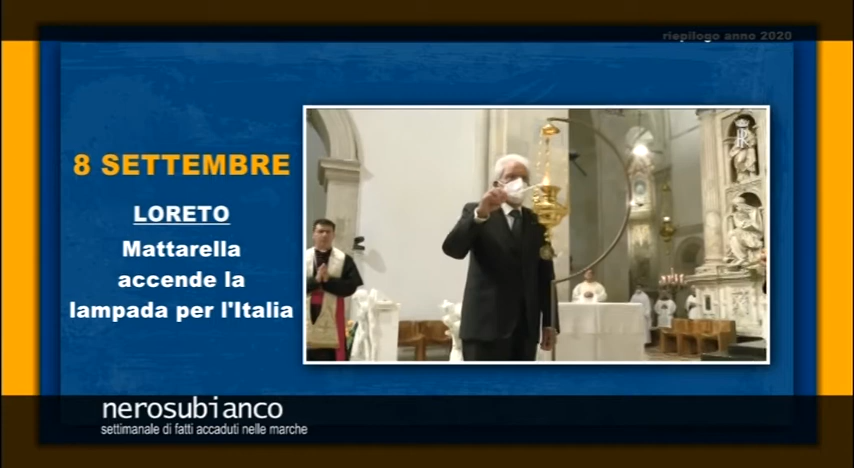 riepilogo anno 2020
8 SETTEMBRE
LORETO
Mattarella
accende la
lampada per l'Italia
nerosubianco
settimanale di fatti accaduti nelle marche